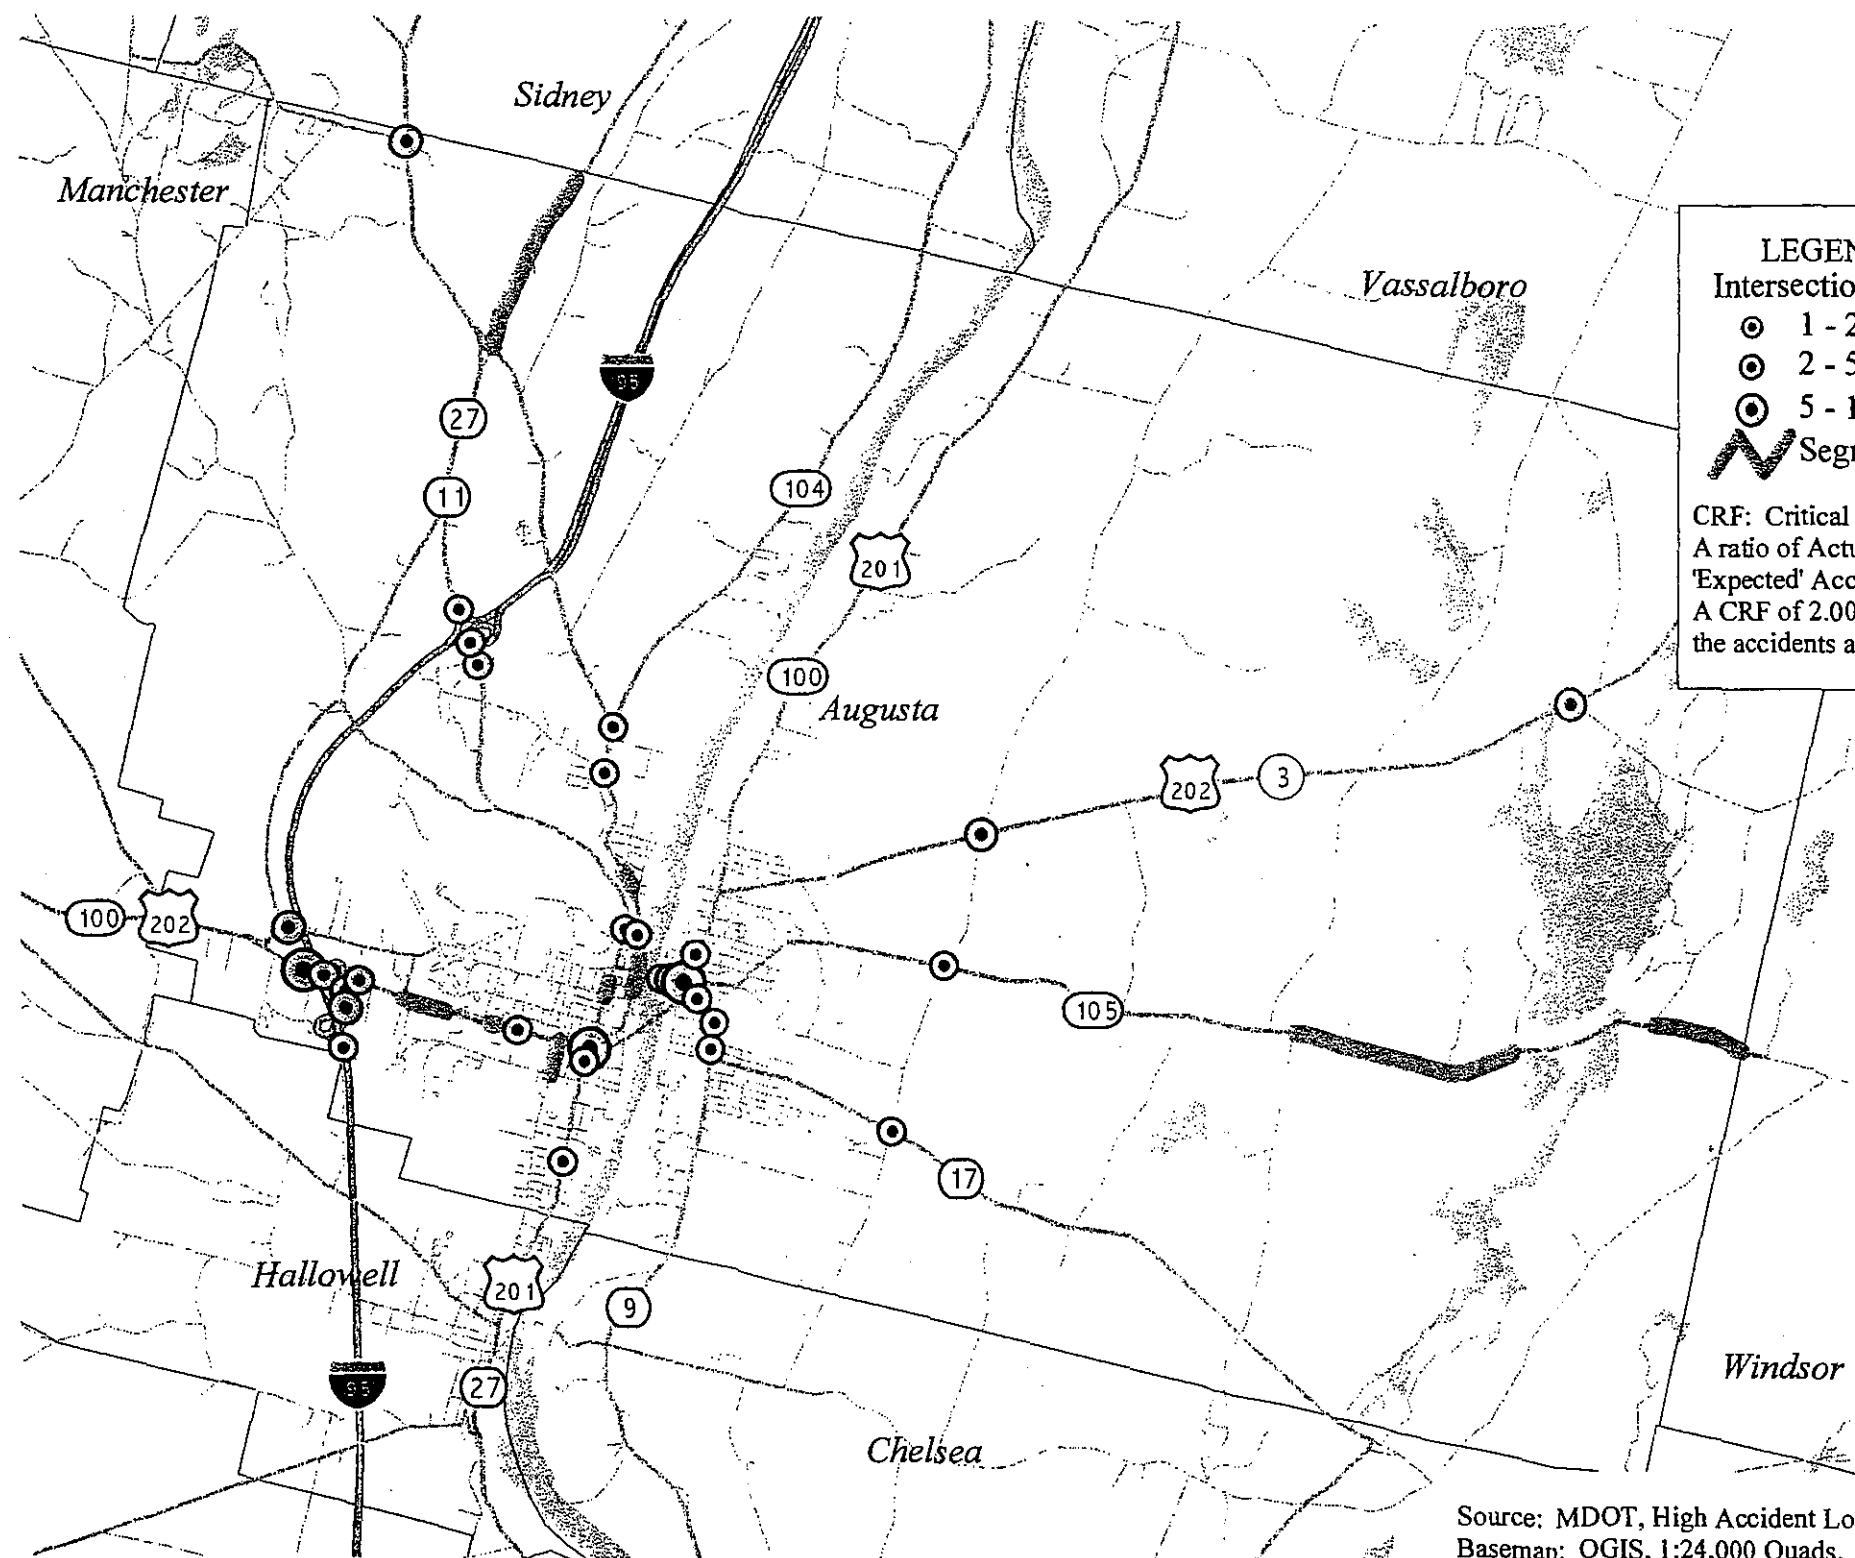 Sidney
Manchester
Vassalboro
LEGEN
Intersectio
1 - 2
2 - 5
5 - 1
Segr
CRF: Critical
A ratio of Actu
'Expected' Acc
A CRF of 2.00
the accidents a
95
27
11
104
201
100
Augusta
202
3
100
202
105
17
Hallowell
201
9
95
27
Windsor
Chelsea
Source: MDOT, High Accident Lo
Basemap: OGIS, 1:24,000 Quads.